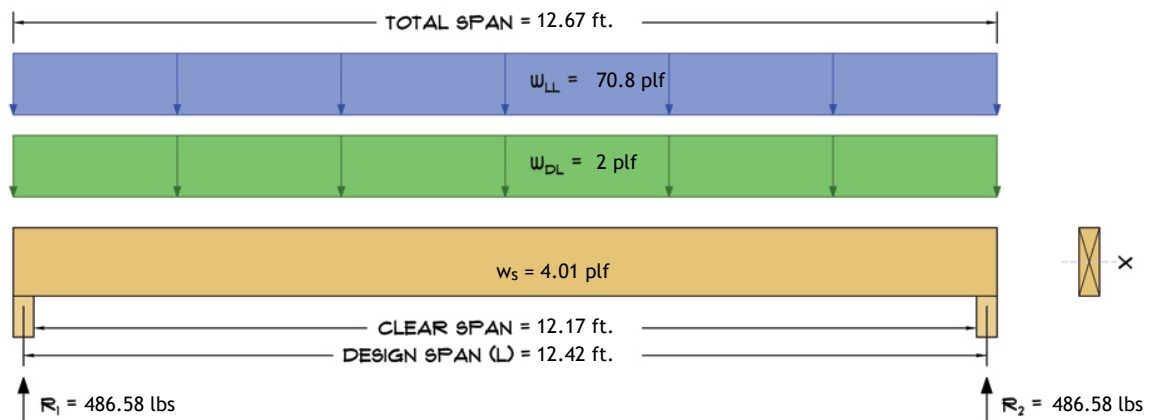 TOTAL SPAN = 12.67 ft.
wLL = 70.8 plf
wDL = 2 plf
ws = 4.01 plf
X
CLEAR SPAN = 12.17 ft.
DESIGN SPAN (L) = 12.42 ft.
R1 = 486.58 lbs
R2 = 486.58 lbs